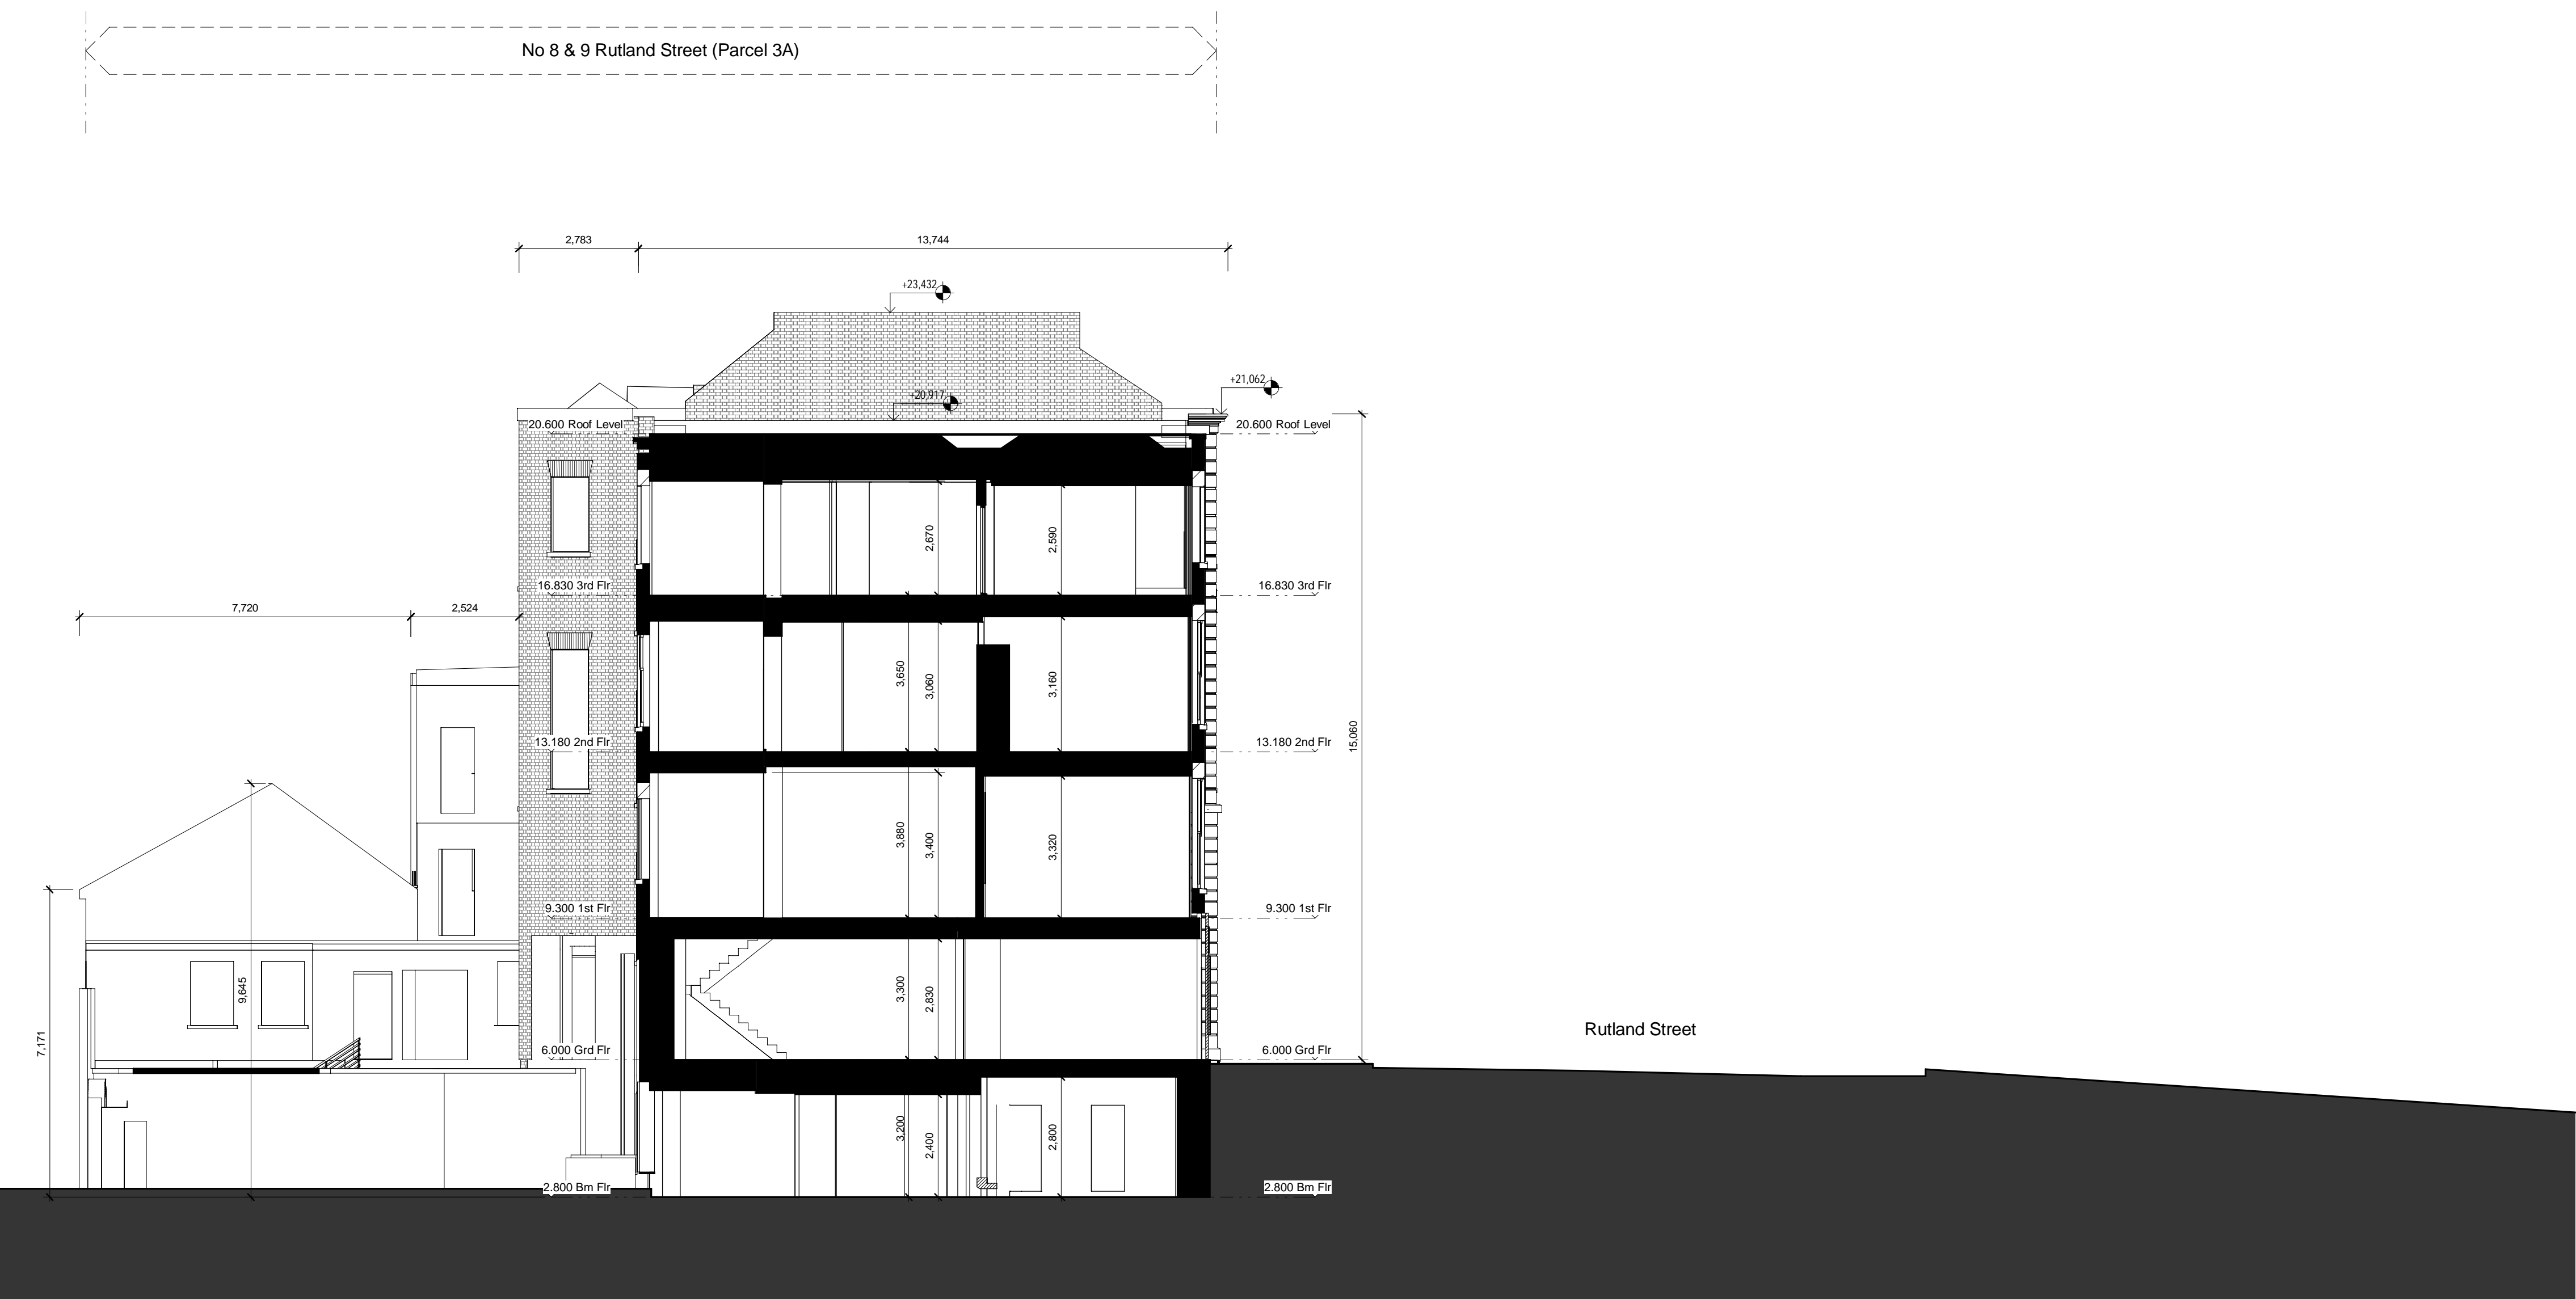 No 8 & 9 Rutland Street (Parcel 3A)
2,783
13,744
+23,432
+21,062
+20,917
20.600 Roof Level
20.600 Roof Level
2,670
2,590
16.830 3rd Flr
16.830 3rd Flr
7,720
2,524
3,650
3,060
3,160
15,060
13.180 2nd Flr
13.180 2nd Flr
3,880
3,400
3,320
9.300 1st Flr
9.300 1st Flr
9,645
3,300
2,830
7,171
Rutland Street
6.000 Grd Flr
6.000 Grd Flr
3,200
2,400
2,800
2.800 Bm Flr
2.800 Bm Flr